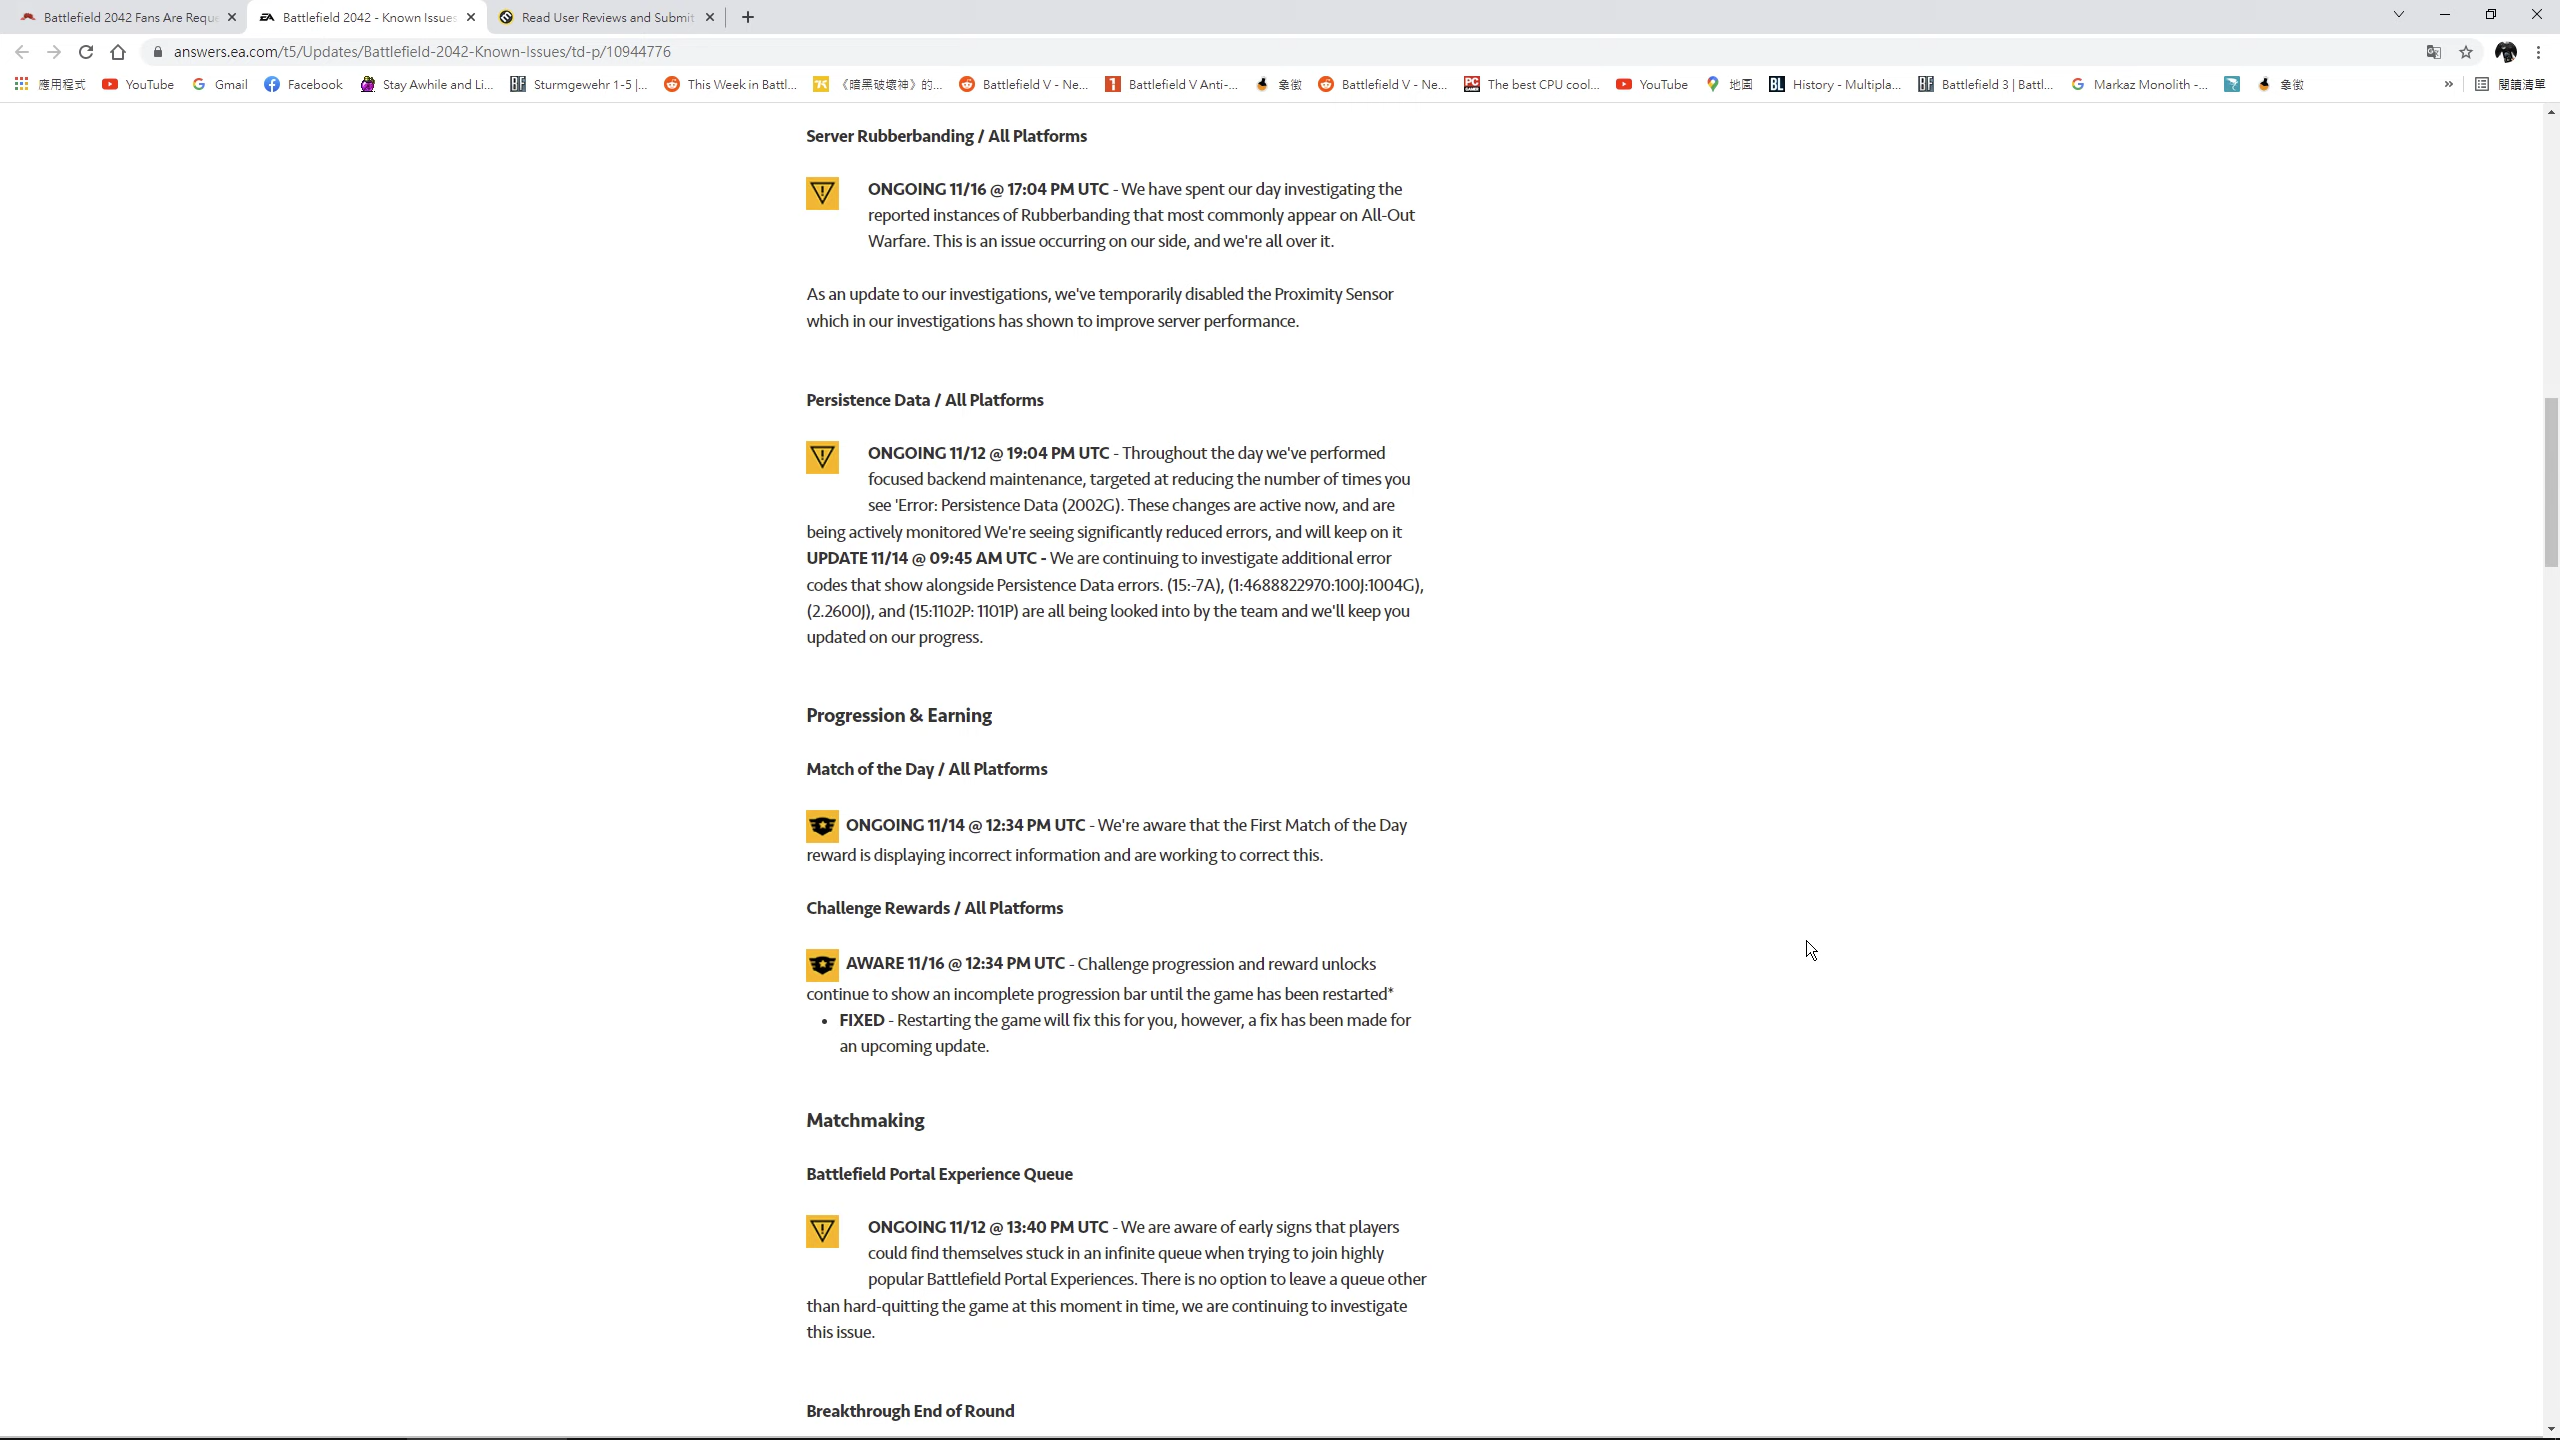 Battlefield 2042 Fans Are Reque
Battlefield 2042 - Known Issues
Read User Reviews and Submit
answers.ea.com/t5/Updates/Battlefield-2042-Known-Issues/td-p/10944776
應用程式
YouTube
Gmail
Facebook
Stay Awhile and Li...
Sturmgewehr 1-5 |...
This Week in Battl...
《暗黑破壞神》的...
Battlefield V - Ne...
Battlefield V Anti-...
象徵
Battlefield V - Ne...
The best CPU cool...
YouTube
地圖
History - Multipla...
Battlefield 3 | Battl...
Markaz Monolith -...
象徵
»
閱讀清單
Server Rubberbanding / All Platforms
ONGOING 11/16 @ 17:04 PM UTC - We have spent our day investigating the
reported instances of Rubberbanding that most commonly appear on All-Out
Warfare. This is an issue occurring on our side, and we're all over it.
As an update to our investigations, we've temporarily disabled the Proximity Sensor
which in our investigations has shown to improve server performance.
Persistence Data / All Platforms
ONGOING 11/12 @ 19:04 PM UTC - Throughout the day we've performed
focused backend maintenance, targeted at reducing the number of times you
see 'Error: Persistence Data (2002G). These changes are active now, and are
being actively monitored We're seeing significantly reduced errors, and will keep on it
UPDATE 11/14 @ 09:45 AM UTC - We are continuing to investigate additional error
codes that show alongside Persistence Data errors. (15:-7A), (1:4688822970:100J:1004G),
(2.2600J), and (15:1102P: 1101P) are all being looked into by the team and we'll keep you
updated on our progress.
Progression & Earning
Match of the Day / All Platforms
ONGOING 11/14 @ 12:34 PM UTC - We're aware that the First Match of the Day
reward is displaying incorrect information and are working to correct this.
Challenge Rewards / All Platforms
AWARE 11/16 @ 12:34 PM UTC - Challenge progression and reward unlocks
continue to show an incomplete progression bar until the game has been restarted*
• FIXED - Restarting the game will fix this for you, however, a fix has been made for
an upcoming update.
Matchmaking
Battlefield Portal Experience Queue
ONGOING 11/12 @ 13:40 PM UTC - We are aware of early signs that players
could find themselves stuck in an infinite queue when trying to join highly
popular Battlefield Portal Experiences. There is no option to leave a queue other
than hard-quitting the game at this moment in time, we are continuing to investigate
this issue.
Breakthrough End of Round